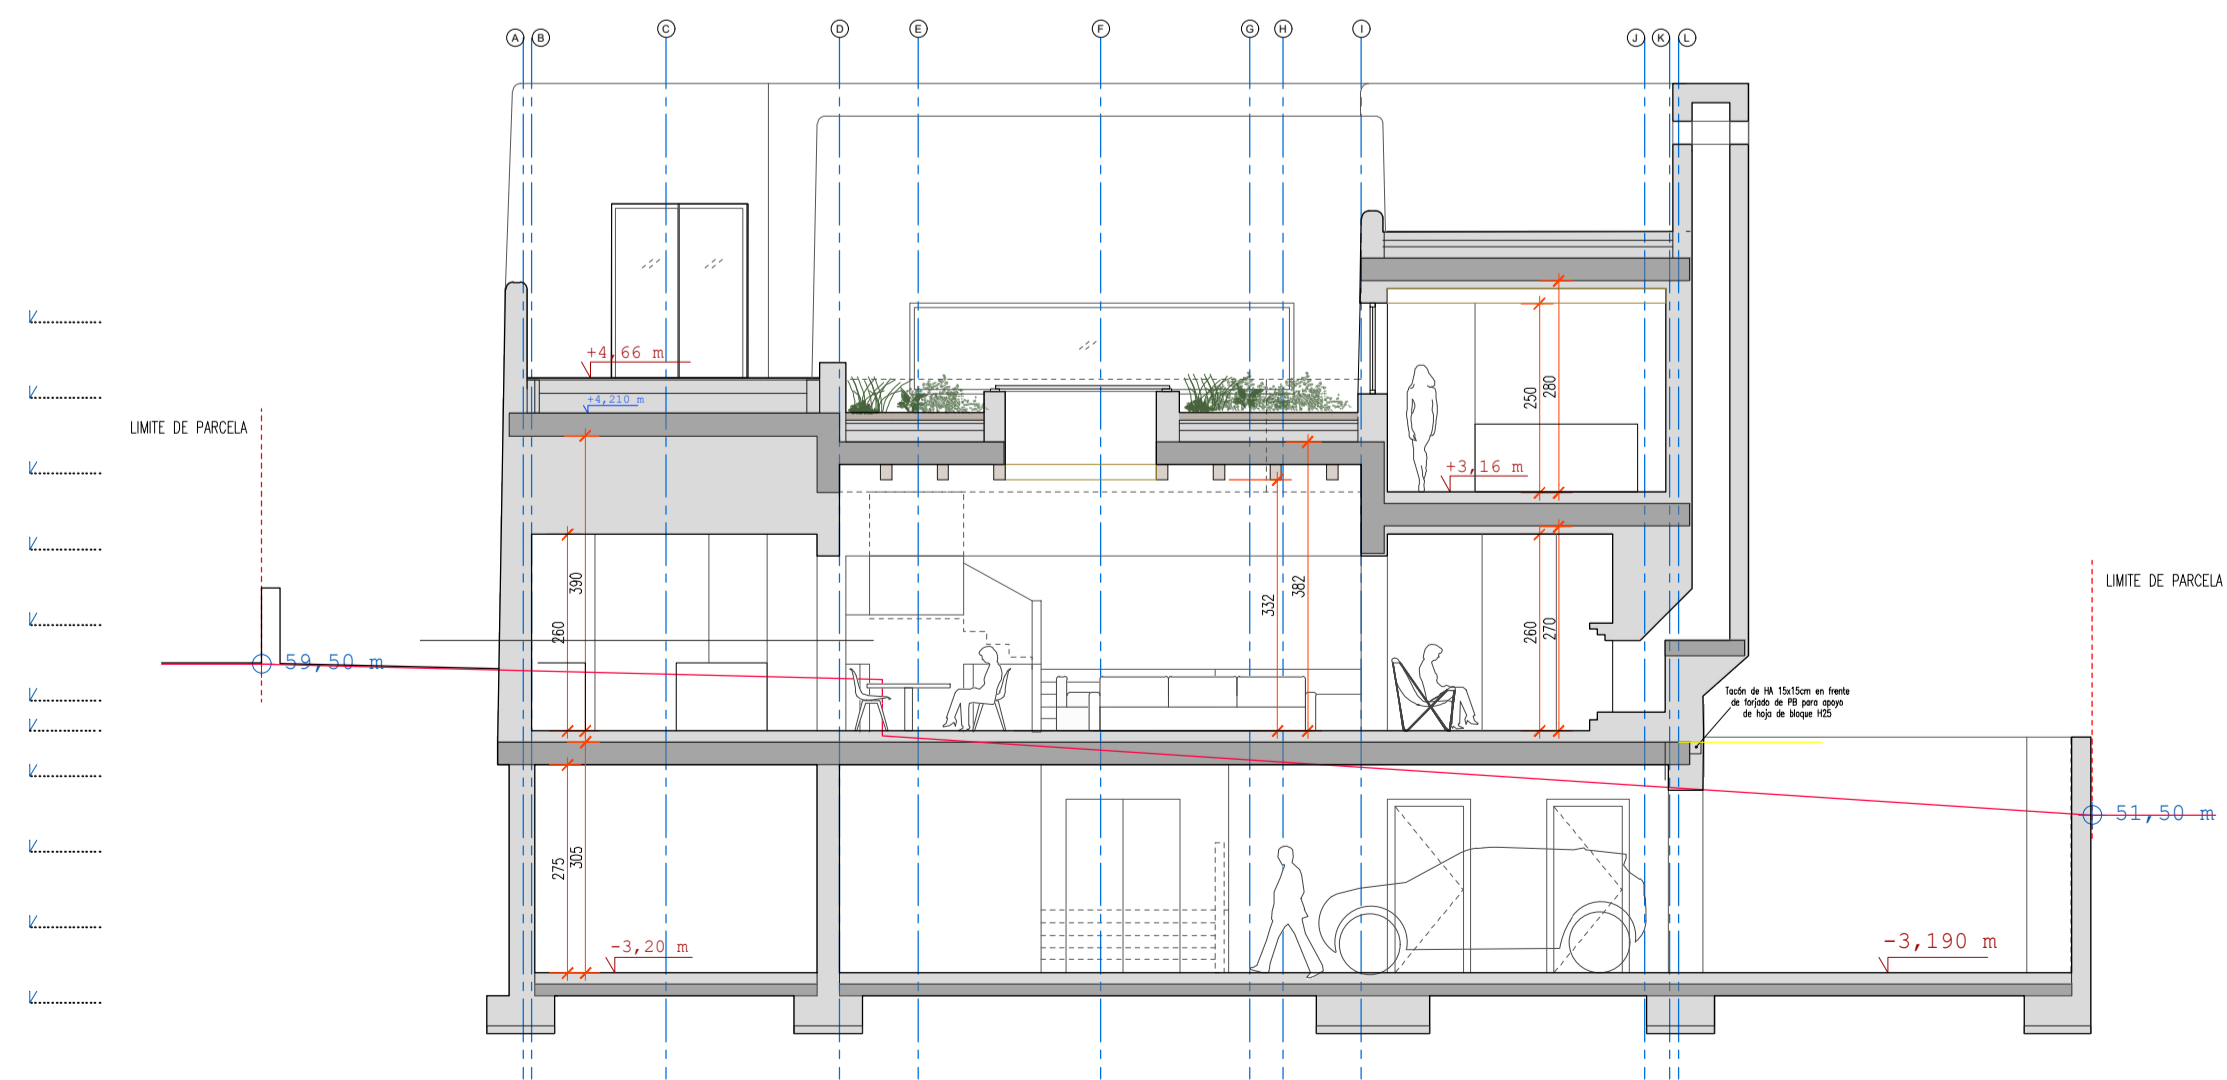 A B C D E F G H I J K L
+4,66 m
+4,210 m
LIMITE DE PARCELA
250
280
+3,16 m
390
260
332
382
260
270
LIMITE DE PARCELA
59,50 m
Tacón de HA 15x15cm en frente
de forjado de PB para apoyo
de hoja de bloque H25
51,50 m
275
305
-3,20 m
-3,190 m